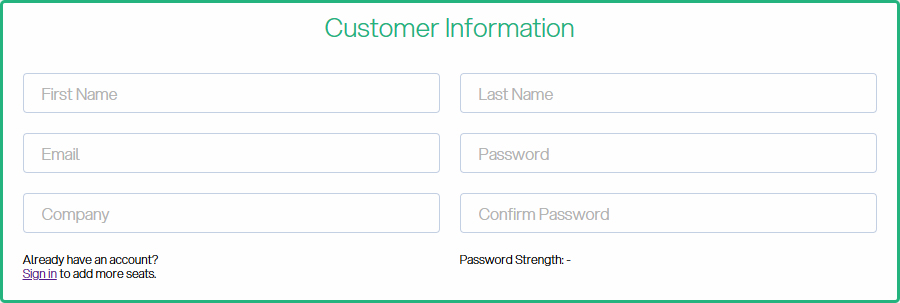 Customer Information
First Name
Last Name
Email
Password
Company
Confirm Password
Already have an account?
Sign in to add more seats.
Password Strength: -